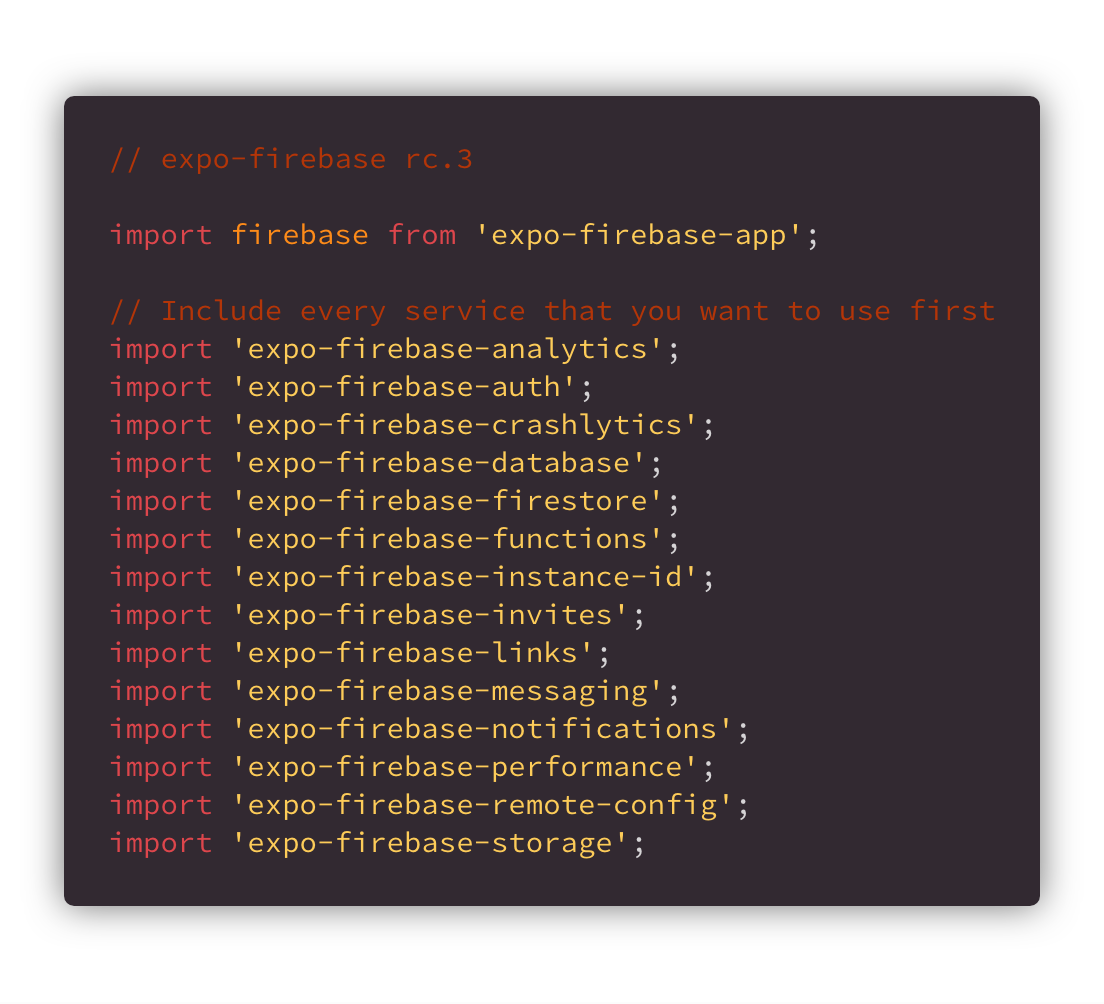 // expo-firebase rc.3
import firebase from 'expo-firebase-app';
// Include every service that you want to use first
import 'expo-firebase-analytics';
import 'expo-firebase-auth';
import 'expo-firebase-crashlytics';
import 'expo-firebase-database';
import 'expo-firebase-firestore';
import 'expo-firebase-functions';
import 'expo-firebase-instance-id';
import 'expo-firebase-invites';
import 'expo-firebase-links';
import 'expo-firebase-messaging';
import 'expo-firebase-notifications';
import 'expo-firebase-performance';
import 'expo-firebase-remote-config';
import 'expo-firebase-storage';